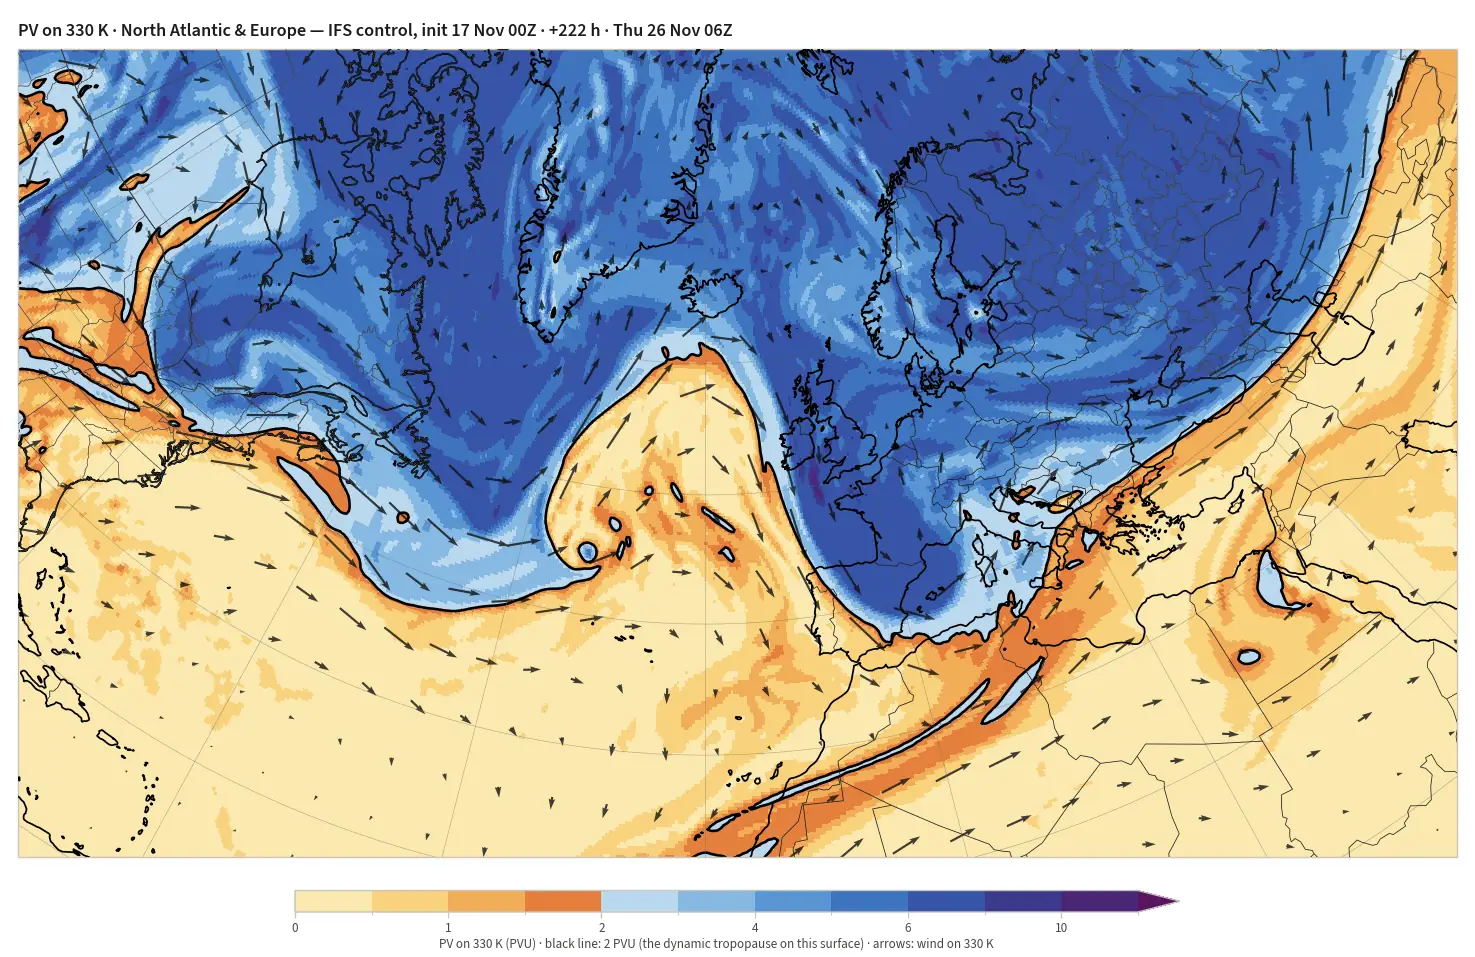 PV on 330 K · North Atlantic & Europe — IFS control, init 17 Nov 00Z · +222 h · Thu 26 Nov 06Z
0 1 2 4 6 10
PV on 330 K (PVU) · black line: 2 PVU (the dynamic tropopause on this surface) · arrows: wind on 330 K